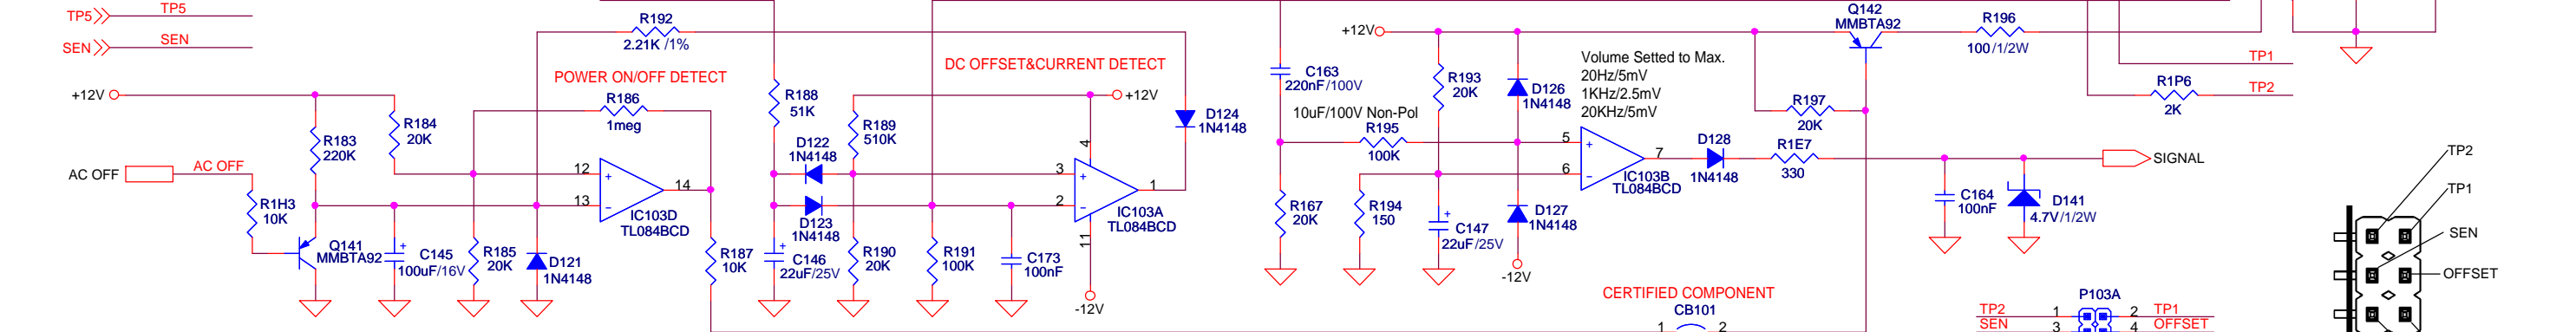 TP5 TP5
SEN SEN
R192
2.21K /1%
POWER ON/OFF DETECT
+12V
R186
1meg
R183
220K
R184
20K
AC OFF AC OFF
R1H3
10K
Q141
MMBTA92
C145
100uF/16V
R185
20K
D121
1N4148
12
13
14
IC103D
TL084BCD
R187
10K
R188
51K
D122
1N4148
D123
1N4148
C146
22uF/25V
DC OFFSET&CURRENT DETECT
+12V
R189
510K
R190
20K
R191
100K
C173
100nF
3
2
4
11
1
IC103A
TL084BCD
-12V
D124
1N4148
+12V
C163
220nF/100V
10uF/100V Non-Pol
R195
100K
R167
20K
R194
150
R193
20K
C147
22uF/25V
D126
1N4148
D127
1N4148
-12V
Volume Setted to Max.
20Hz/5mV
1KHz/2.5mV
20KHz/5mV
5
6
7
IC103B
TL084BCD
D128
1N4148
R1E7
330
Q142
MMBTA92
R196
100/1/2W
R197
20K
SIGNAL
C164
100nF
D141
4.7V/1/2W
CERTIFIED COMPONENT
CB101
1 2
TP1
R1P6
2K
TP2
TP2
TP1
SEN
OFFSET
P103A
TP2 1 2 TP1
SEN 3 4 OFFSET